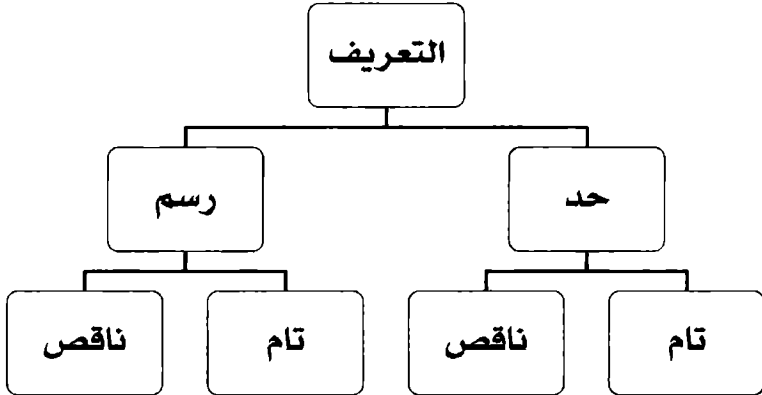 التعريف
حد
رسم
تام
ناقص
تام
ناقص